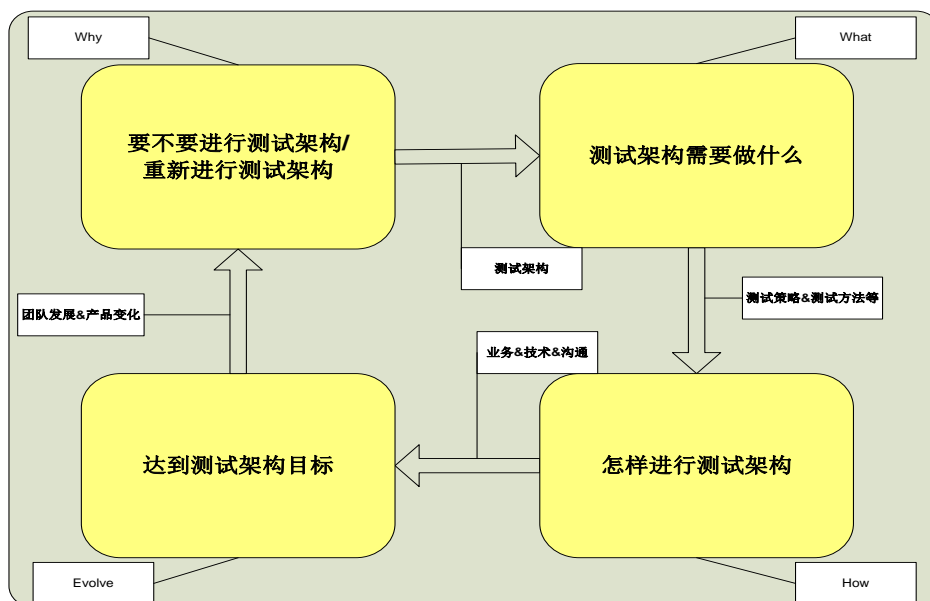 Why
What
要不要进行测试架构/
重新进行测试架构
测试架构需要做什么
测试架构
团队发展&产品变化
测试策略&测试方法等
业务&技术&沟通
达到测试架构目标
怎样进行测试架构
Evolve
How